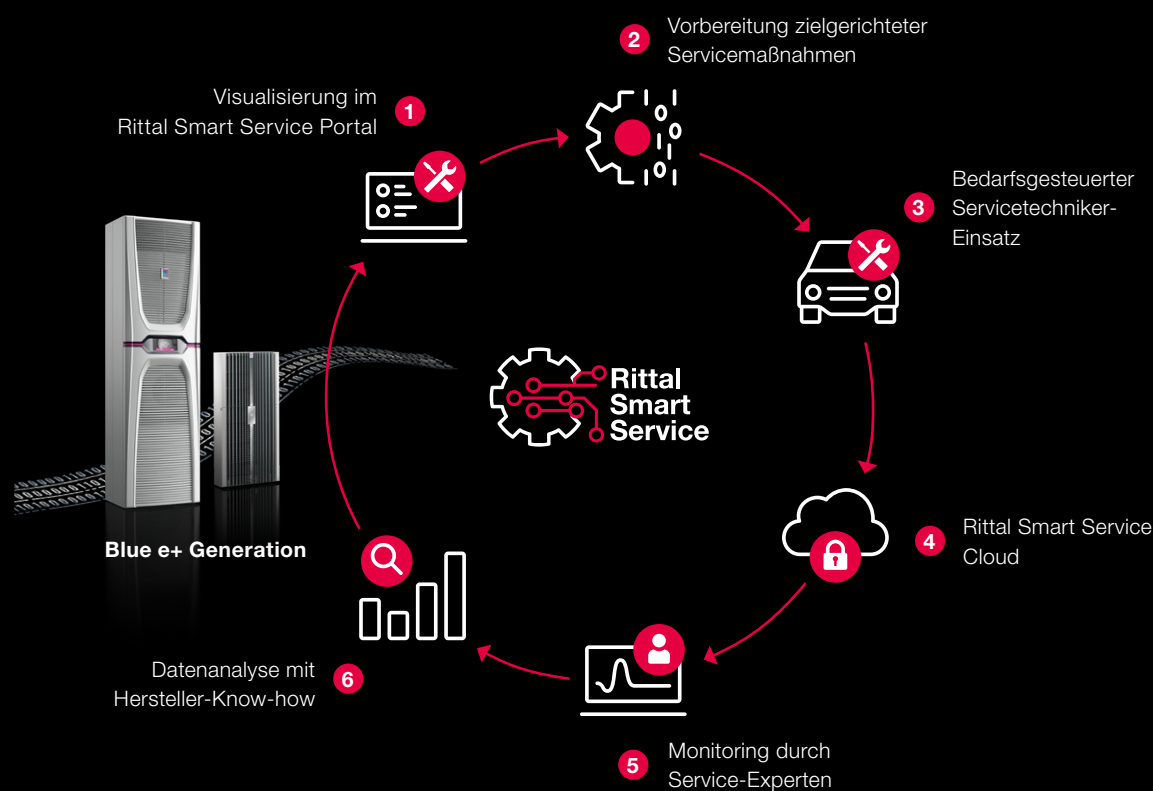 1
Visualisierung im
Rittal Smart Service Portal
2
Vorbereitung zielgerichteter
Servicemaßnahmen
3
Bedarfsgesteuerter
Servicetechniker-
Einsatz
Rittal
Smart
Service
Blue e+ Generation
4
Rittal Smart Service
Cloud
5
Monitoring durch
Service-Experten
6
Datenanalyse mit
Hersteller-Know-how